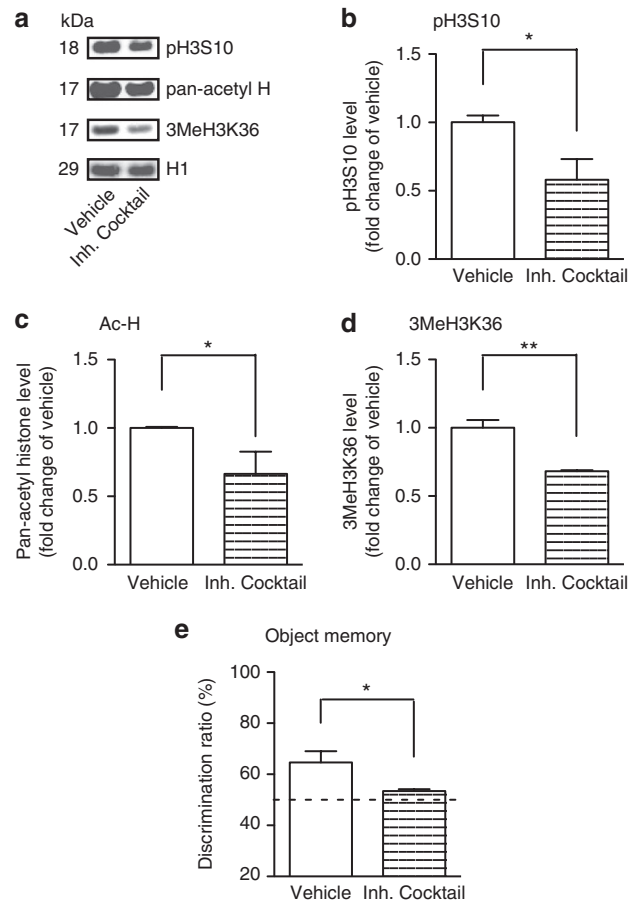 a kDa
18 pH3S10
17 pan-acetyl H
17 3MeH3K36
29 H1
Vehicle
Inh. Cocktail
b pH3S10
*
1.5
1.0
0.5
0.0
pH3S10 level
(fold change of vehicle)
Vehicle Inh. Cocktail
c Ac-H
*
1.5
1.0
0.5
0.0
Pan-acetyl histone level
(fold change of vehicle)
Vehicle Inh. Cocktail
d 3MeH3K36
**
1.5
1.0
0.5
0.0
3MeH3K36 level
(fold change of vehicle)
Vehicle Inh. Cocktail
e Object memory
*
100
80
60
40
20
Discrimination ratio (%)
Vehicle Inh. Cocktail